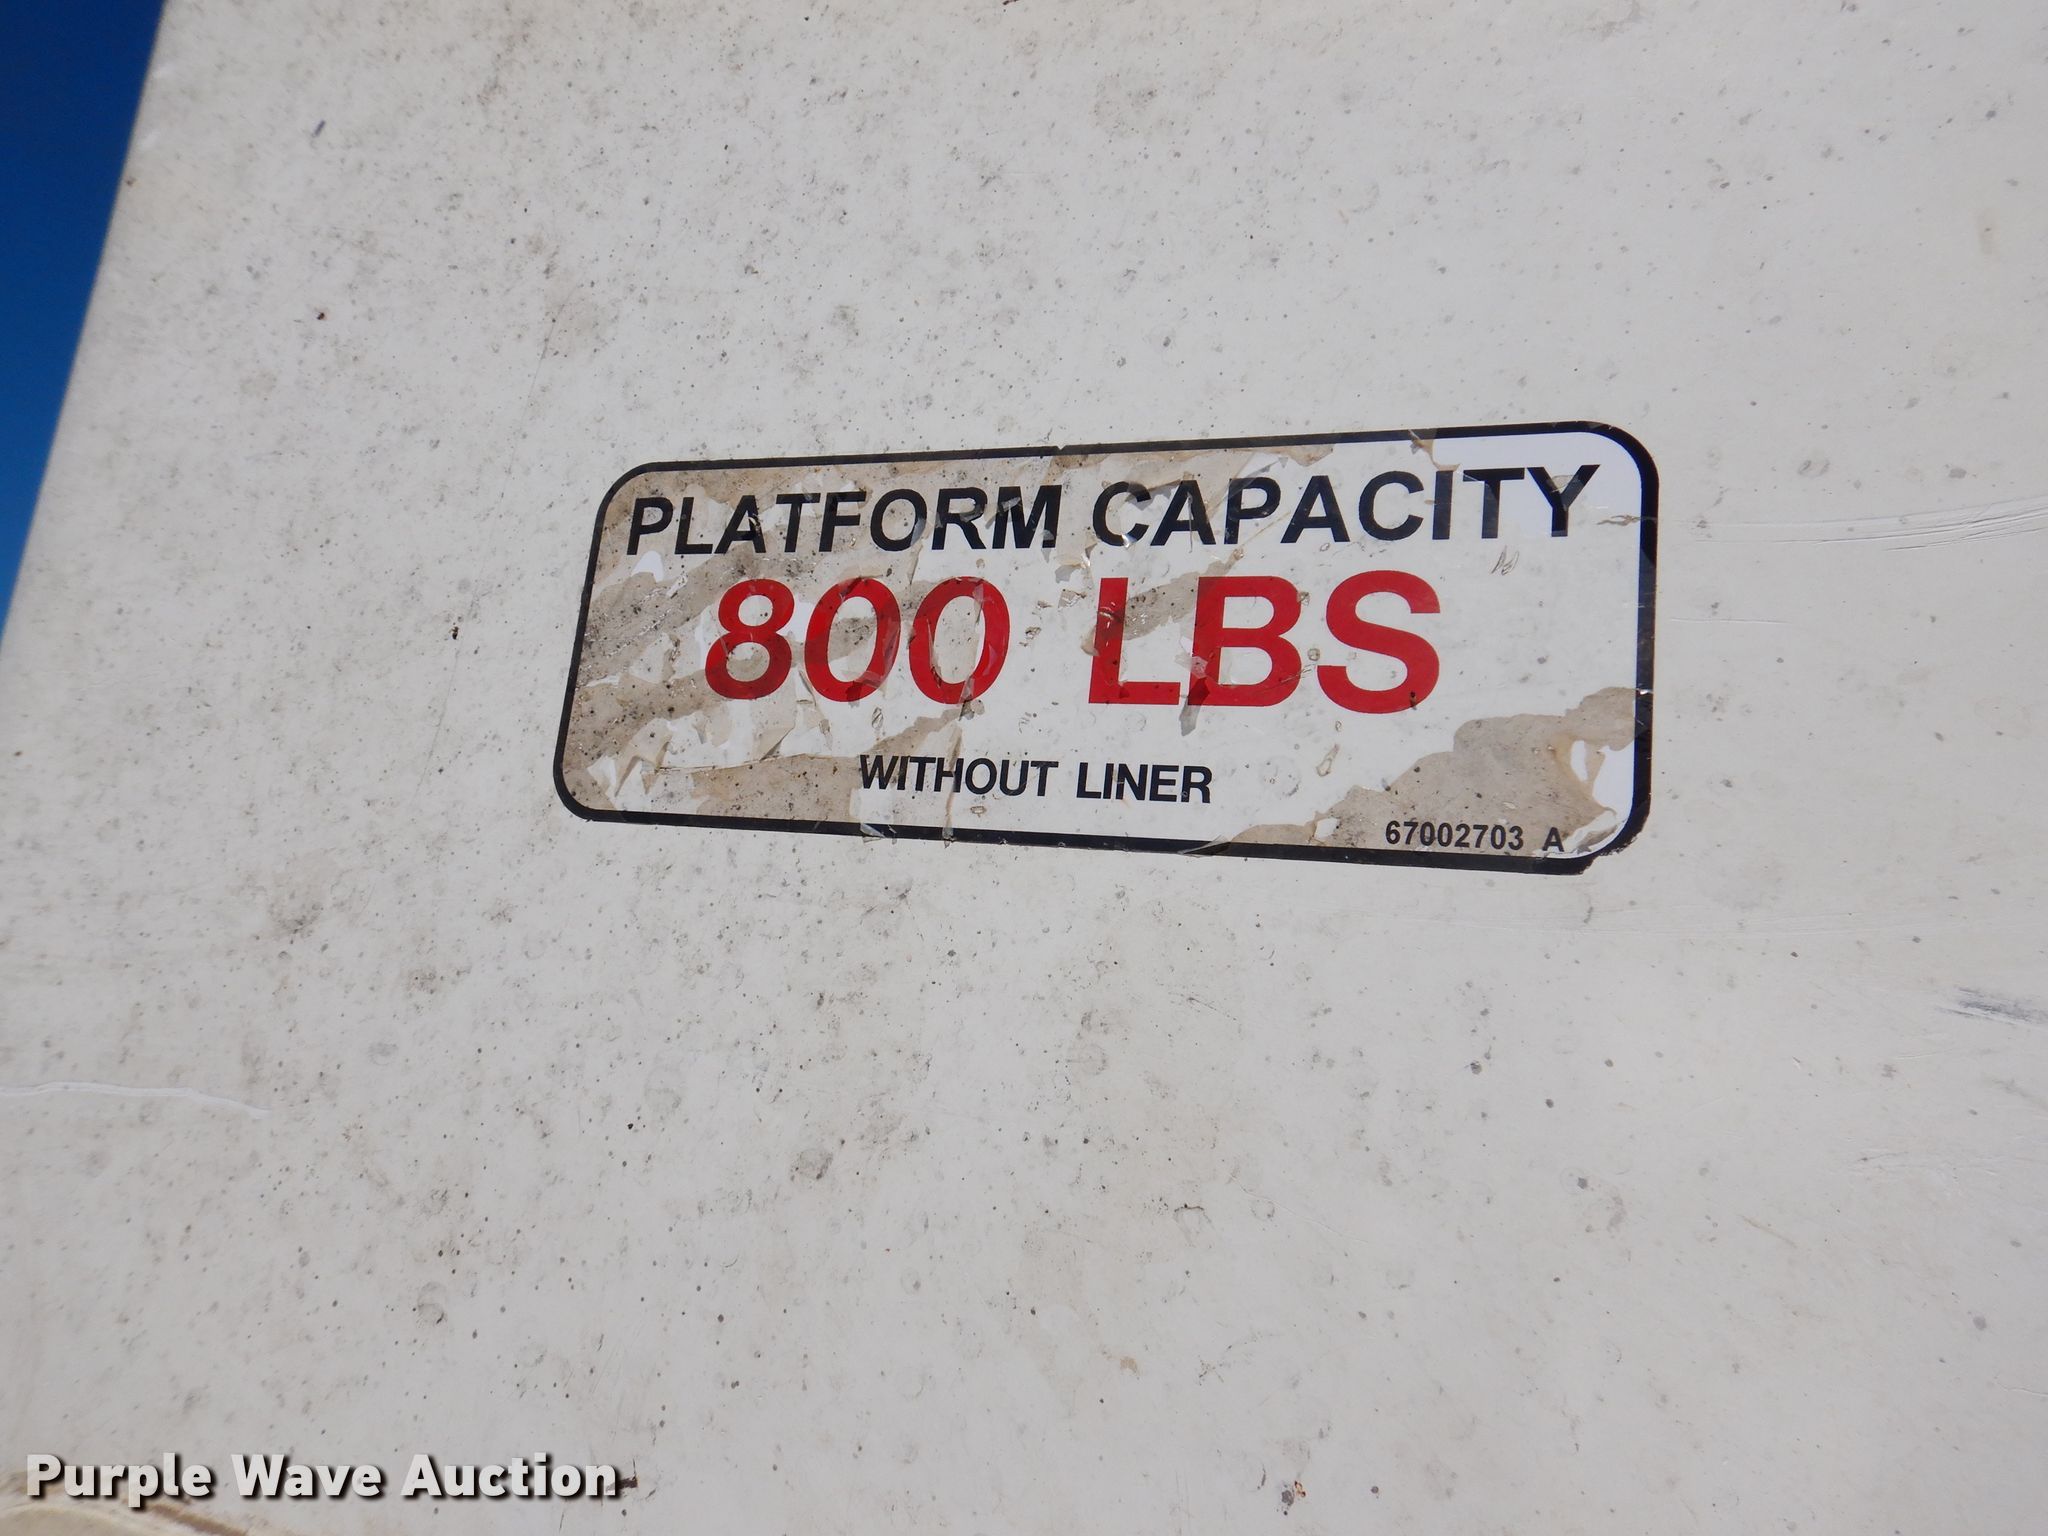 PLATFORM CAPACITY
800 LBS
WITHOUT LINER
67002703 A
Purple Wave Auction